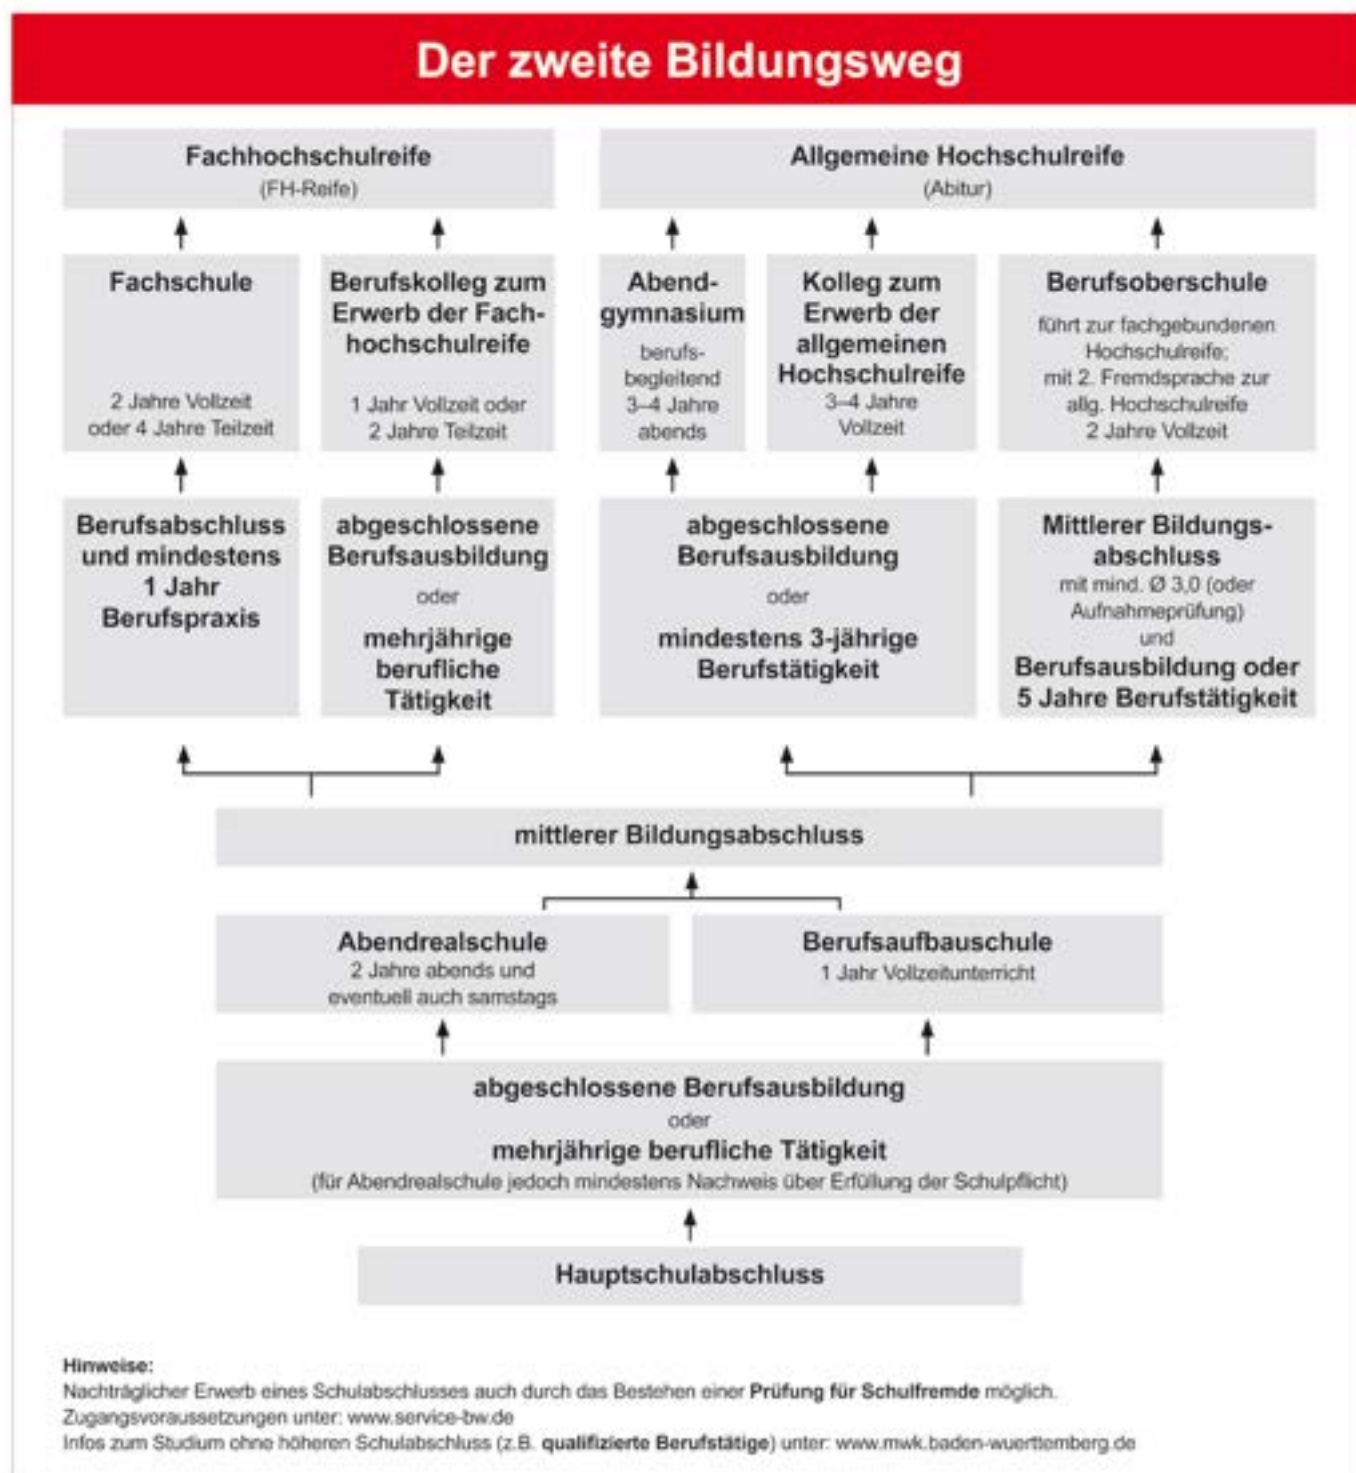 Der zweite Bildungsweg
Fachhochschulreife
(FH-Reife)
Allgemeine Hochschulreife
(Abitur)
Fachschule
2 Jahre Vollzeit
oder 4 Jahre Teilzeit
Berufskolleg zum
Erwerb der Fach-
hochschulreife
1 Jahr Vollzeit oder
2 Jahre Teilzeit
Abend-
gymnasium
berufs-
begleitend
3–4 Jahre
abends
Kolleg zum
Erwerb der
allgemeinen
Hochschulreife
3–4 Jahre
Vollzeit
Berufsoberschule
führt zur fachgebundenen
Hochschulreife;
mit 2. Fremdsprache zur
allg. Hochschulreife
2 Jahre Vollzeit
Berufsabschluss
und mindestens
1 Jahr
Berufspraxis
abgeschlossene
Berufsausbildung
oder
mehrjährige
berufliche
Tätigkeit
abgeschlossene
Berufsausbildung
oder
mindestens 3-jährige
Berufstätigkeit
Mittlerer Bildungs-
abschluss
mit mind. Ø 3,0 (oder
Aufnahmeprüfung)
und
Berufsausbildung oder
5 Jahre Berufstätigkeit
mittlerer Bildungsabschluss
Abendrealschule
2 Jahre abends und
eventuell auch samstags
Berufsaufbauschule
1 Jahr Vollzeitunterricht
abgeschlossene Berufsausbildung
oder
mehrjährige berufliche Tätigkeit
(für Abendrealschule jedoch mindestens Nachweis über Erfüllung der Schulpflicht)
Hauptschulabschluss
Hinweise:
Nachträglicher Erwerb eines Schulabschlusses auch durch das Bestehen einer Prüfung für Schulfremde möglich.
Zugangsvoraussetzungen unter: www.service-bw.de
Infos zum Studium ohne höheren Schulabschluss (z.B. qualifizierte Berufstätige) unter: www.mwk.baden-wuerttemberg.de